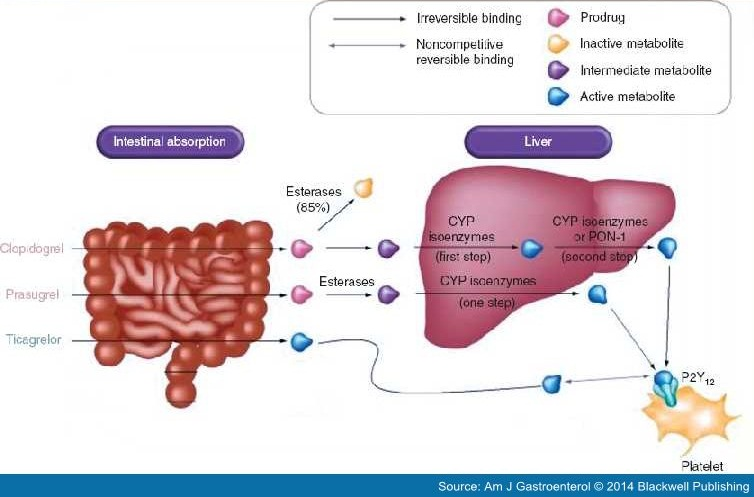 Irreversible binding
Noncompetitive
reversible binding
Prodrug
Inactive metabolite
Intermediate metabolite
Active metabolite
Intestinal absorption
Liver
Esterases
(85%)
Clopidogrel
CYP
isoenzymes
(first step)
CYP isoenzymes
or PON-1
(second step)
Prasugrel
Esterases
CYP isoenzymes
(one step)
Ticagrelor
P2Y12
Platelet
Source: Am J Gastroenterol © 2014 Blackwell Publishing